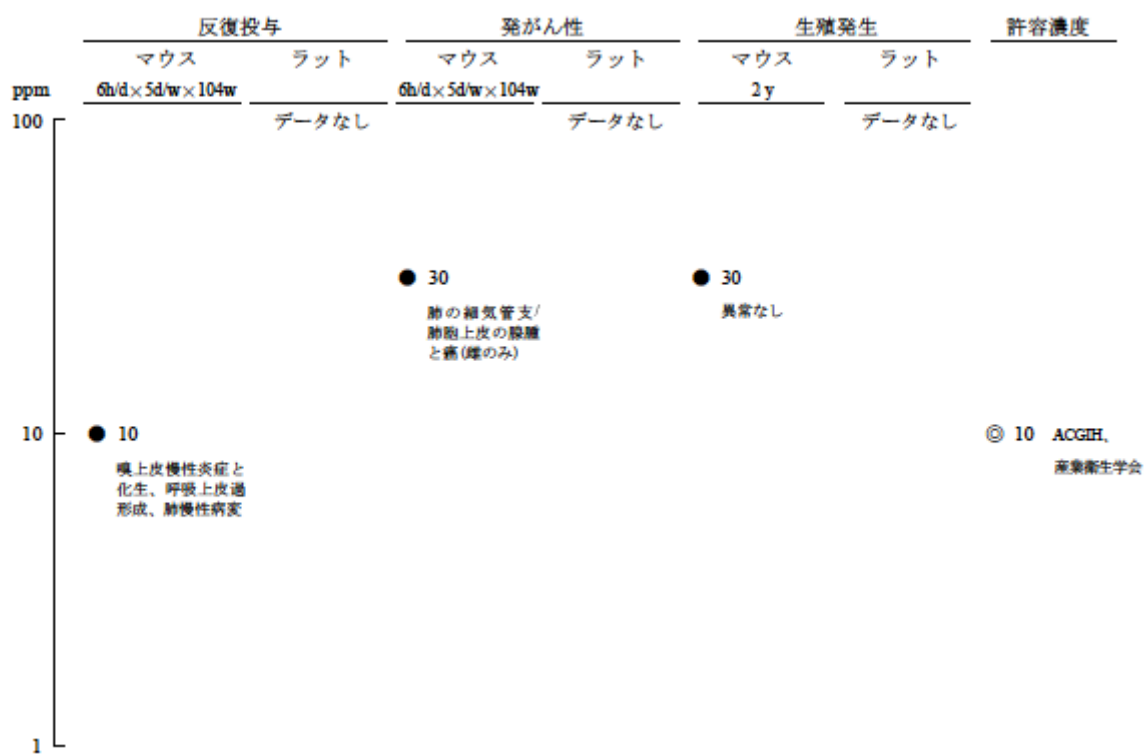 反復投与 発がん性 生殖発生 許容濃度
マウス ラット マウス ラット マウス ラット
ppm 6h/d×5d/w×104w 6h/d×5d/w×104w 2 y
100 データなし データなし データなし
● 30 ● 30
肺の細気管支/ 異常なし
肺胞上皮の腺腫
と癌(雌のみ)
10 ● 10 ◎ 10 ACGIH、
嗅上皮慢性炎症と 産業衛生学会
化生、呼吸上皮過
形成、肺慢性病変
1